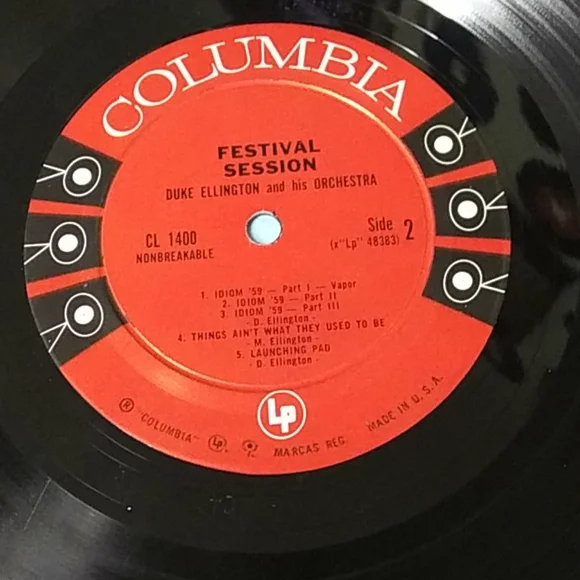 COLUMBIA
FESTIVAL
SESSION
DUKE ELLINGTON and his ORCHESTRA
CL 1400
NONBREAKABLE
Side 2
(x"Lp" 48383)
1. IDIOM '59 — Part I — Vapor
2. IDIOM '59 — Part II
3. IDIOM '59 — Part III
- D. Ellington -
4. THINGS AIN'T WHAT THEY USED TO BE
- M. Ellington -
5. LAUNCHING PAD
- D. Ellington -
Lp
® "COLUMBIA" Lp MARCAS REG. MADE IN U.S.A.